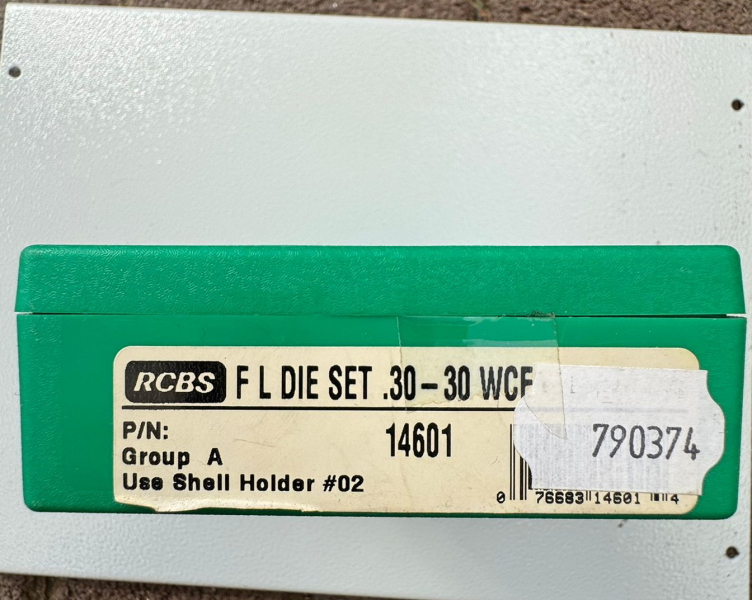 RCBS F L DIE SET .30-30 WCF
P/N: 14601
790374
Group A
Use Shell Holder #02
0 76683 14601 4